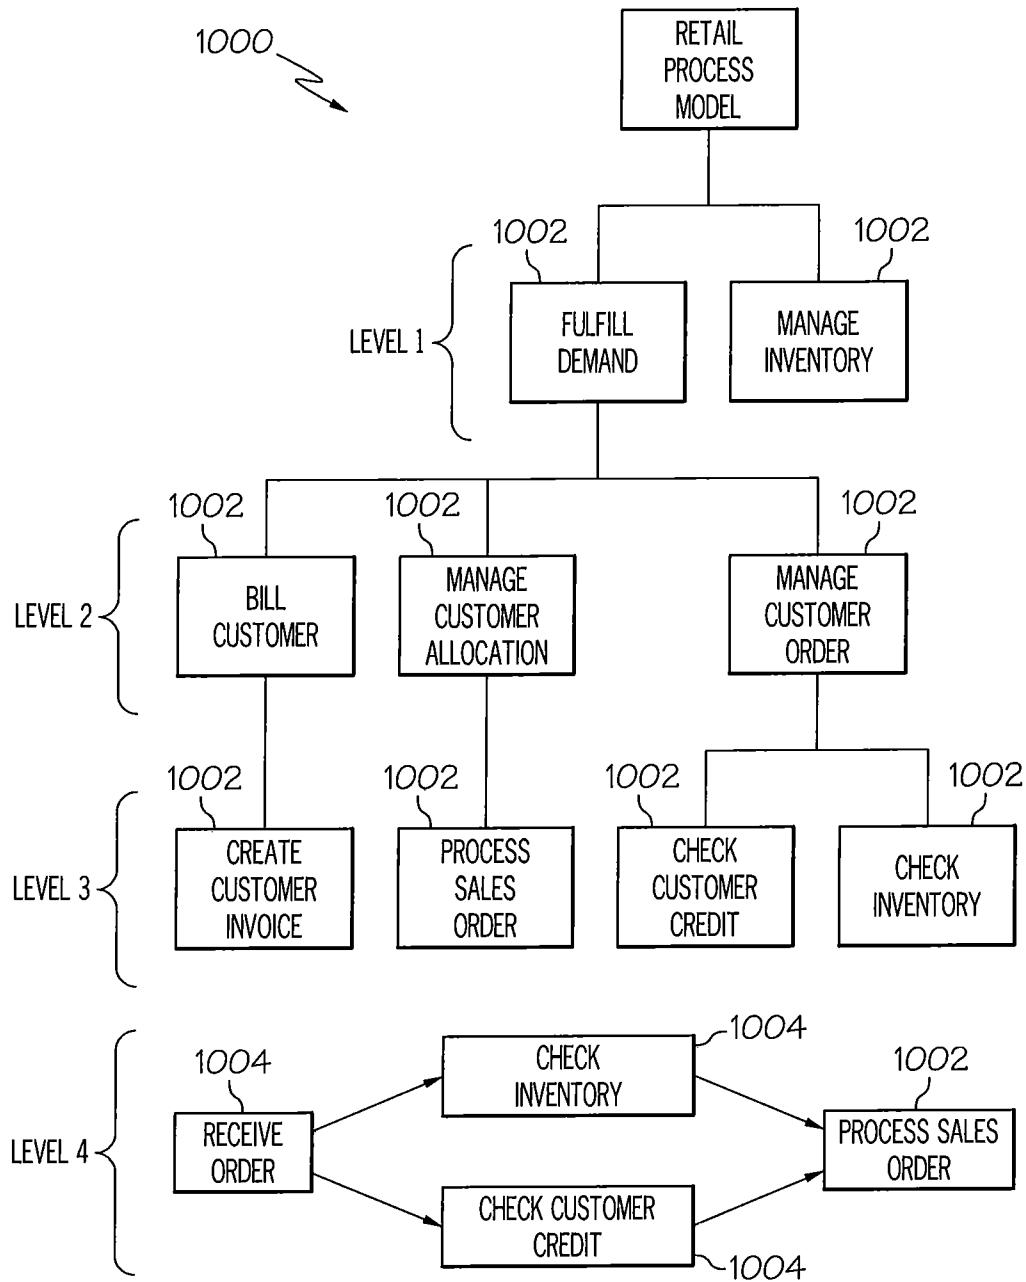 1000
RETAIL
PROCESS
MODEL
1002
1002
LEVEL 1
FULFILL
DEMAND
MANAGE
INVENTORY
1002
1002
1002
LEVEL 2
BILL
CUSTOMER
MANAGE
CUSTOMER
ALLOCATION
MANAGE
CUSTOMER
ORDER
1002
1002
1002
1002
LEVEL 3
CREATE
CUSTOMER
INVOICE
PROCESS
SALES
ORDER
CHECK
CUSTOMER
CREDIT
CHECK
INVENTORY
LEVEL 4
1004
RECEIVE
ORDER
1004
CHECK
INVENTORY
CHECK CUSTOMER
CREDIT
1004
1002
PROCESS SALES
ORDER